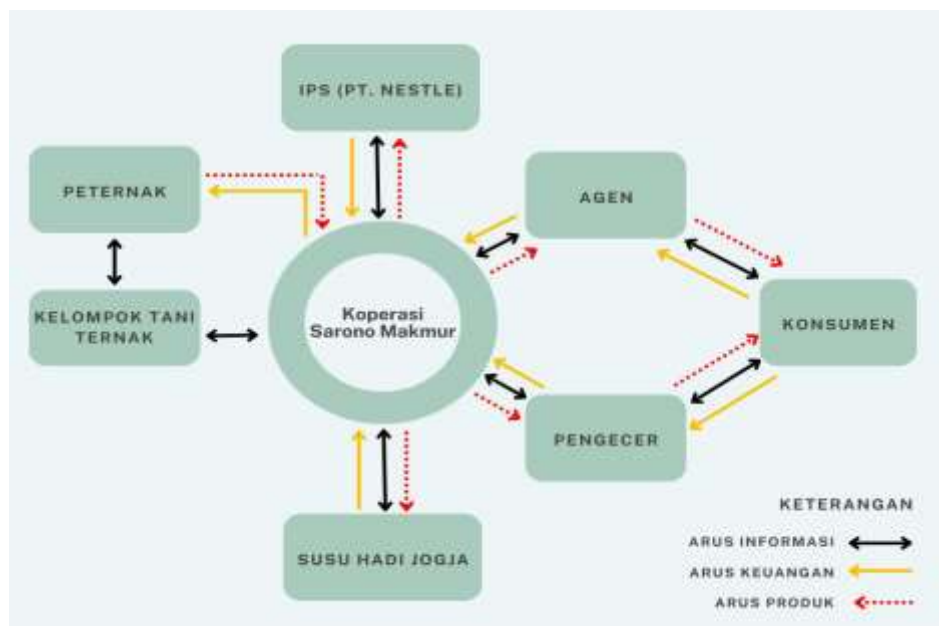 IPS (PT. NESTLE)
PETERNAK
AGEN
KELOMPOK TANI
TERNAK
Koperasi
Sarono Makmur
KONSUMEN
PENGECER
SUSU HADI JOGJA
KETERANGAN
ARUS INFORMASI
ARUS KEUANGAN
ARUS PRODUK